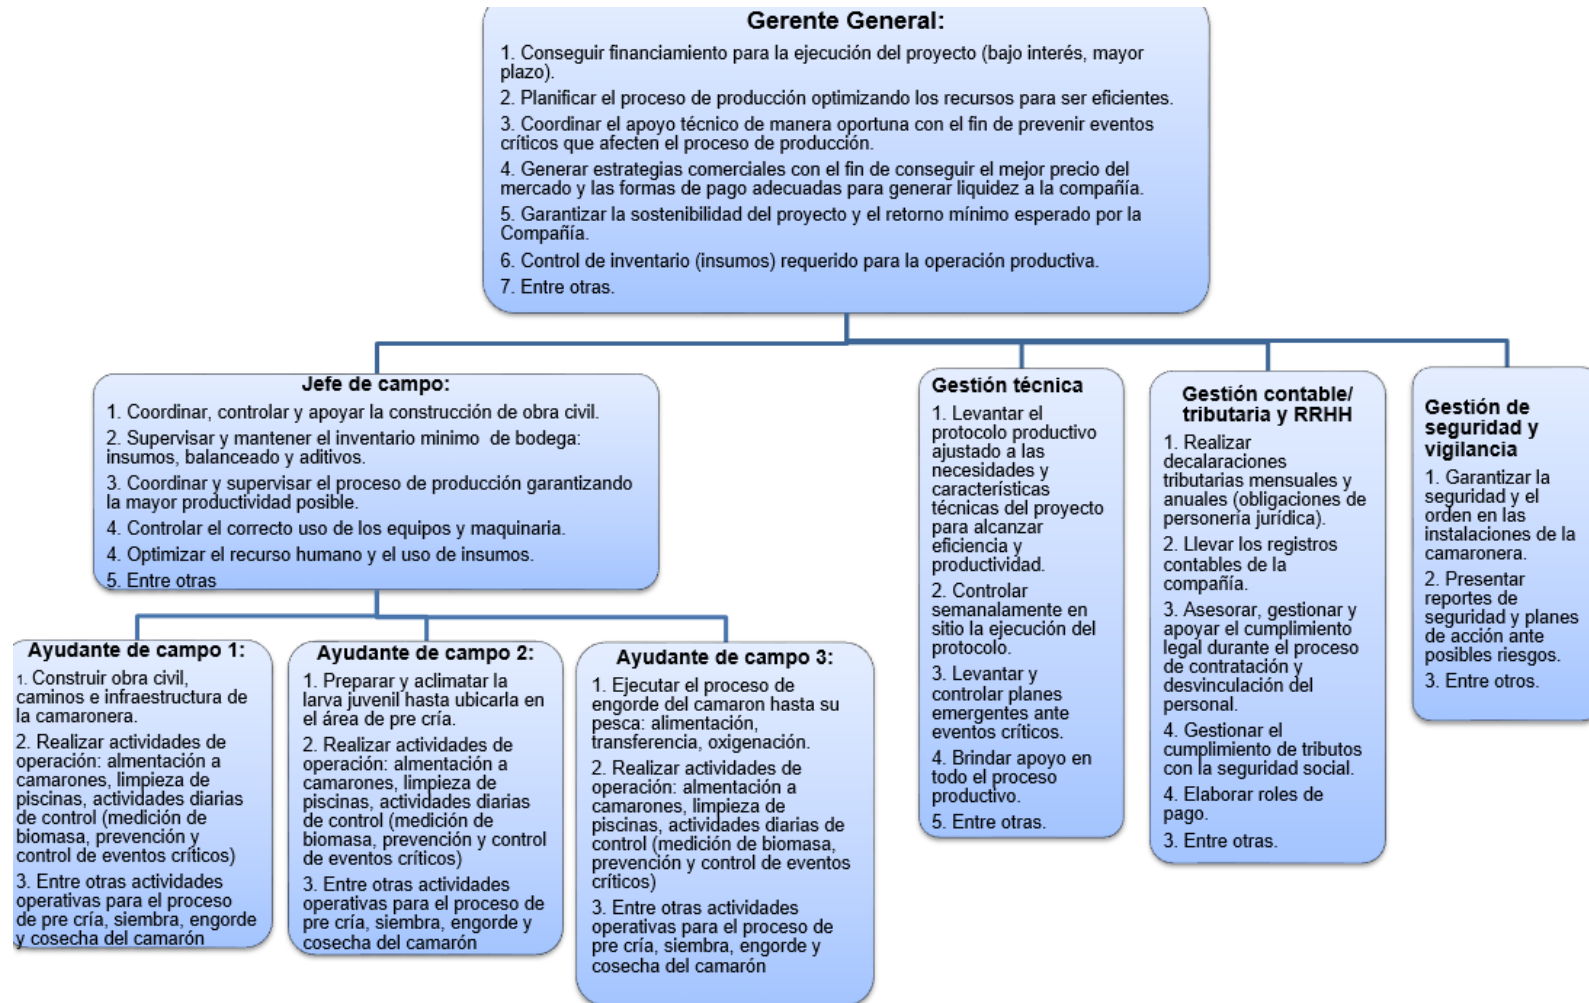 Gerente General:
1. Conseguir financiamiento para la ejecución del proyecto (bajo interés, mayor
plazo).
2. Planificar el proceso de producción optimizando los recursos para ser eficientes.
3. Coordinar el apoyo técnico de manera oportuna con el fin de prevenir eventos
críticos que afecten el proceso de producción.
4. Generar estrategias comerciales con el fin de conseguir el mejor precio del
mercado y las formas de pago adecuadas para generar liquidez a la compañía.
5. Garantizar la sostenibilidad del proyecto y el retorno mínimo esperado por la
Compañía.
6. Control de inventario (insumos) requerido para la operación productiva.
7. Entre otras.
Jefe de campo:
1. Coordinar, controlar y apoyar la construcción de obra civil.
2. Supervisar y mantener el inventario minimo de bodega:
insumos, balanceado y aditivos.
3. Coordinar y supervisar el proceso de producción garantizando
la mayor productividad posible.
4. Controlar el correcto uso de los equipos y maquinaria.
4. Optimizar el recurso humano y el uso de insumos.
5. Entre otras
Gestión técnica
1. Levantar el
protocolo productivo
ajustado a las
necesidades y
características
técnicas del proyecto
para alcanzar
eficiencia y
productividad.
2. Controlar
semanalamente en
sitio la ejecución del
protocolo.
3. Levantar y
controlar planes
emergentes ante
eventos críticos.
4. Brindar apoyo en
todo el proceso
productivo.
5. Entre otras.
Gestión contable/
tributaria y RRHH
1. Realizar
decalaraciones
tributarias mensuales y
anuales (obligaciones de
personería jurídica).
2. Llevar los registros
contables de la
compañía.
3. Asesorar, gestionar y
apoyar el cumplimiento
legal durante el proceso
de contratación y
desvinculación del
personal.
4. Gestionar el
cumplimiento de tributos
con la seguridad social.
4. Elaborar roles de
pago.
3. Entre otras.
Gestión de
seguridad y
vigilancia
1. Garantizar la
seguridad y el
orden en las
instalaciones de la
camaronera.
2. Presentar
reportes de
seguridad y planes
de acción ante
posibles riesgos.
3. Entre otros.
Ayudante de campo 1:
1. Construir obra civil,
caminos e infraestructura de
la camaronera.
2. Realizar actividades de
operación: almentación a
camarones, limpieza de
piscinas, actividades diarias
de control (medición de
biomasa, prevención y
control de eventos críticos)
3. Entre otras actividades
operativas para el proceso
de pre cría, siembra, engorde
y cosecha del camarón
Ayudante de campo 2:
1. Preparar y aclimatar la
larva juvenil hasta ubicarla en
el área de pre cría.
2. Realizar actividades de
operación: almentación a
camarones, limpieza de
piscinas, actividades diarias
de control (medición de
biomasa, prevención y control
de eventos críticos)
3. Entre otras actividades
operativas para el proceso de
pre cría, siembra, engorde y
cosecha del camarón
Ayudante de campo 3:
1. Ejecutar el proceso de
engorde del camaron hasta su
pesca: alimentación,
transferencia, oxigenación.
2. Realizar actividades de
operación: almentación a
camarones, limpieza de
piscinas, actividades diarias de
control (medición de biomasa,
prevención y control de eventos
críticos)
3. Entre otras actividades
operativas para el proceso de
pre cría, siembra, engorde y
cosecha del camarón